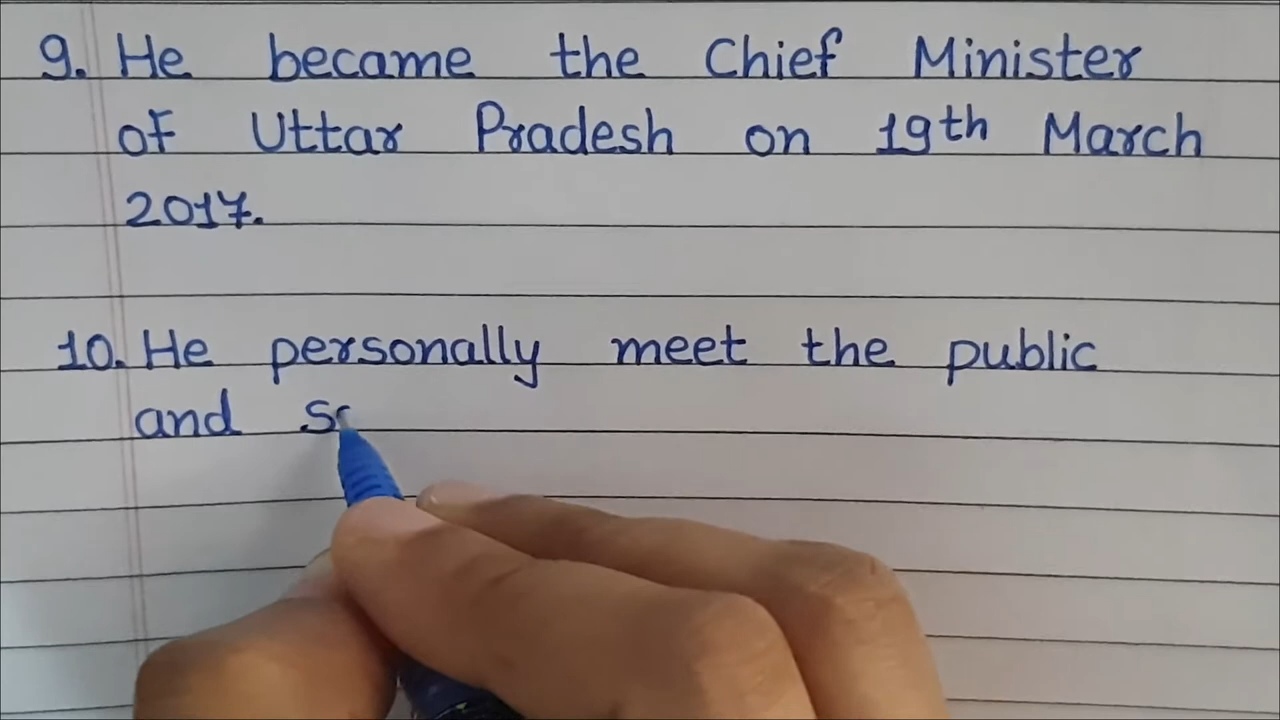 9. He became the Chief Minister
of Uttar Pradesh on 19th March
2017.
10. He personally meet the public
and